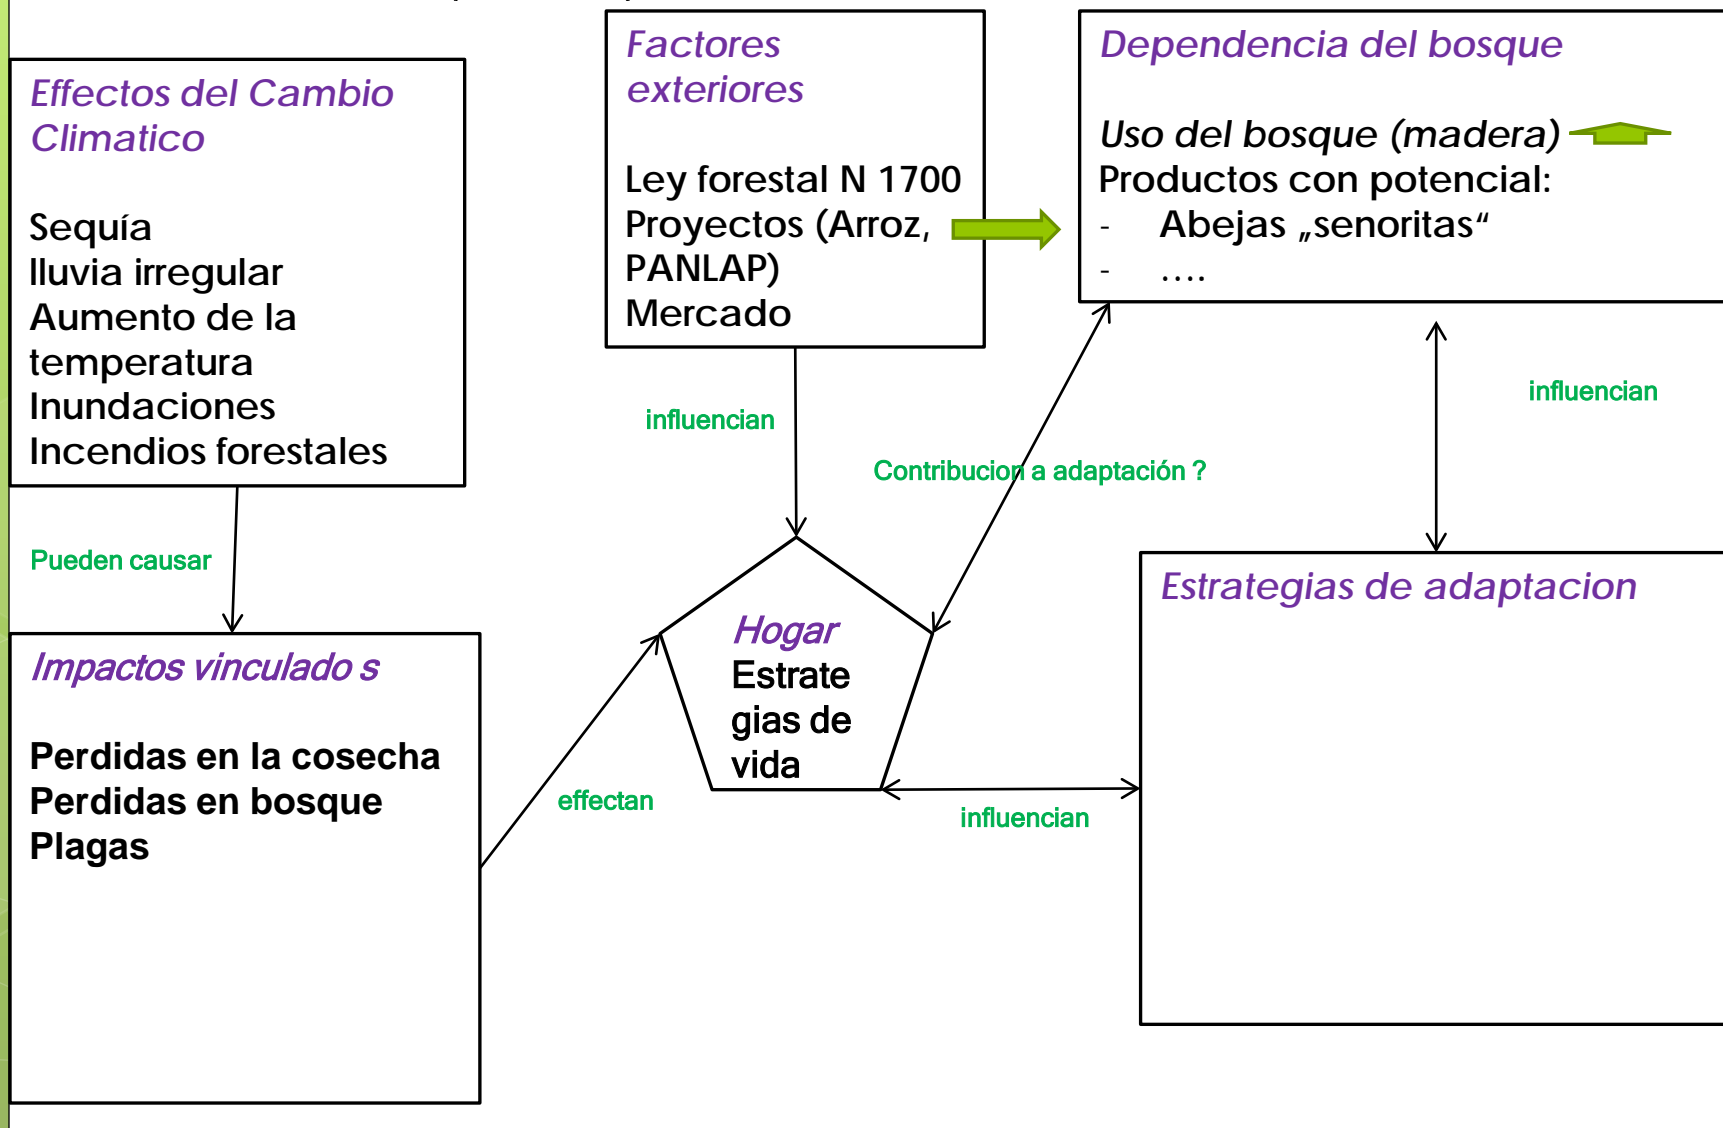 Effectos del Cambio
Climatico
Sequía
lluvia irregular
Aumento de la
temperatura
Inundaciones
Incendios forestales
Factores
exteriores
Ley forestal N 1700
Proyectos (Arroz,
PANLAP)
Mercado
Dependencia del bosque
Uso del bosque (madera)
Productos con potencial:
- Abejas „senoritas“
- ….
influencian
influencian
Contribucion a adaptación ?
Pueden causar
Impactos vinculado s
Perdidas en la cosecha
Perdidas en bosque
Plagas
effectan
Hogar
Estrate
gias de
vida
influencian
Estrategias de adaptacion